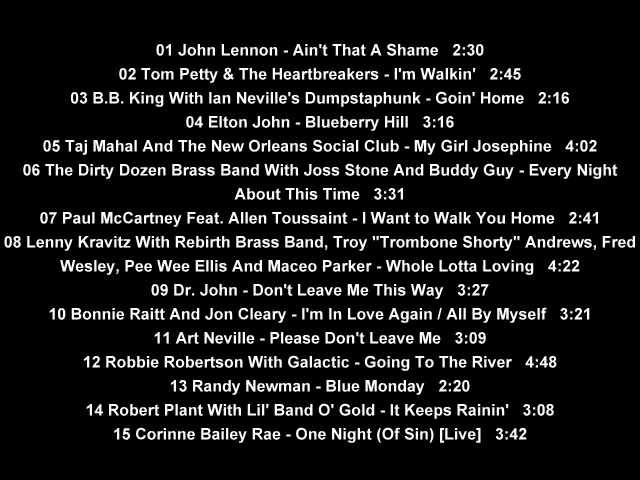 01 John Lennon - Ain't That A Shame   2:30
02 Tom Petty & The Heartbreakers - I'm Walkin'   2:45
03 B.B. King With Ian Neville's Dumpstaphunk - Goin' Home   2:16
04 Elton John - Blueberry Hill   3:16
05 Taj Mahal And The New Orleans Social Club - My Girl Josephine   4:02
06 The Dirty Dozen Brass Band With Joss Stone And Buddy Guy - Every Night
About This Time   3:31
07 Paul McCartney Feat. Allen Toussaint - I Want to Walk You Home   2:41
08 Lenny Kravitz With Rebirth Brass Band, Troy "Trombone Shorty" Andrews, Fred
Wesley, Pee Wee Ellis And Maceo Parker - Whole Lotta Loving   4:22
09 Dr. John - Don't Leave Me This Way   3:27
10 Bonnie Raitt And Jon Cleary - I'm In Love Again / All By Myself   3:21
11 Art Neville - Please Don't Leave Me   3:09
12 Robbie Robertson With Galactic - Going To The River   4:48
13 Randy Newman - Blue Monday   2:20
14 Robert Plant With Lil' Band O' Gold - It Keeps Rainin'   3:08
15 Corinne Bailey Rae - One Night (Of Sin) [Live]   3:42